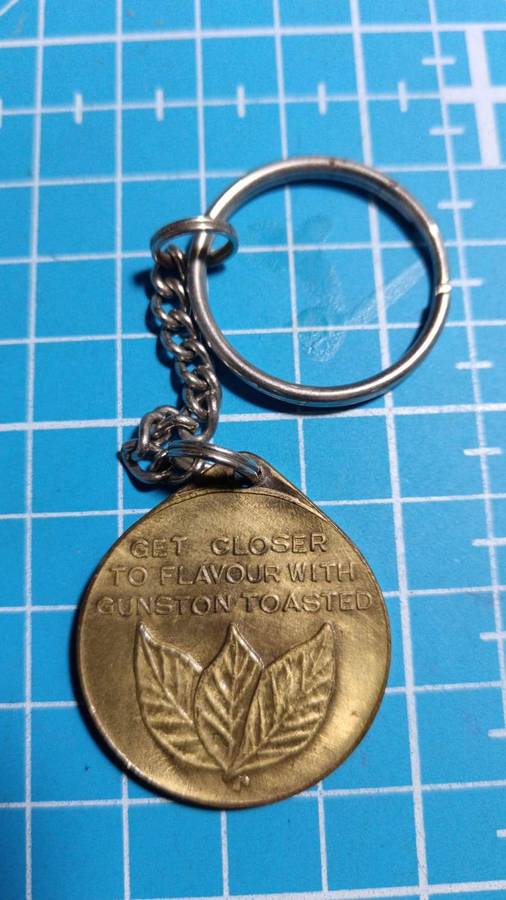 GET CLOSER
TO FLAVOUR WITH
GUNSTON TOASTED